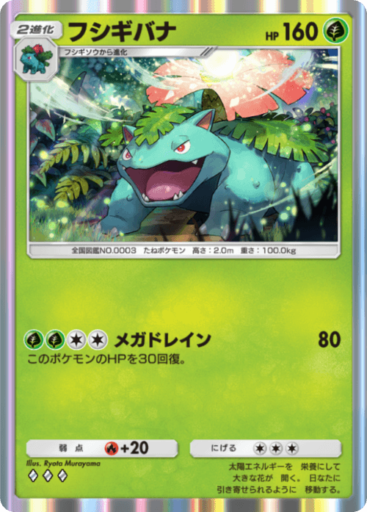 2進化
フシギバナ
HP 160
フシギソウから進化
全国図鑑NO.0003 たねポケモン 高さ:2.0m 重さ:100.0kg
メガドレイン 80
このポケモンのHPを30回復。
弱点 +20 にげる
Illus. Ryota Murayama
太陽エネルギーを 栄養にして
大きな花が 開く。日なたに
引き寄せられるように 移動する。